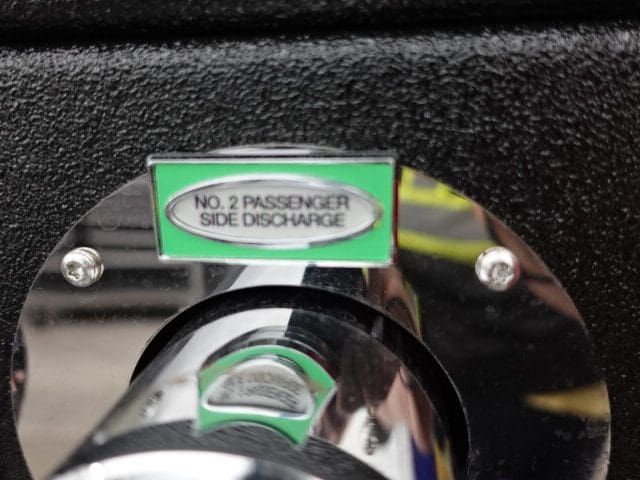 NO. 2 PASSENGER
SIDE DISCHARGE